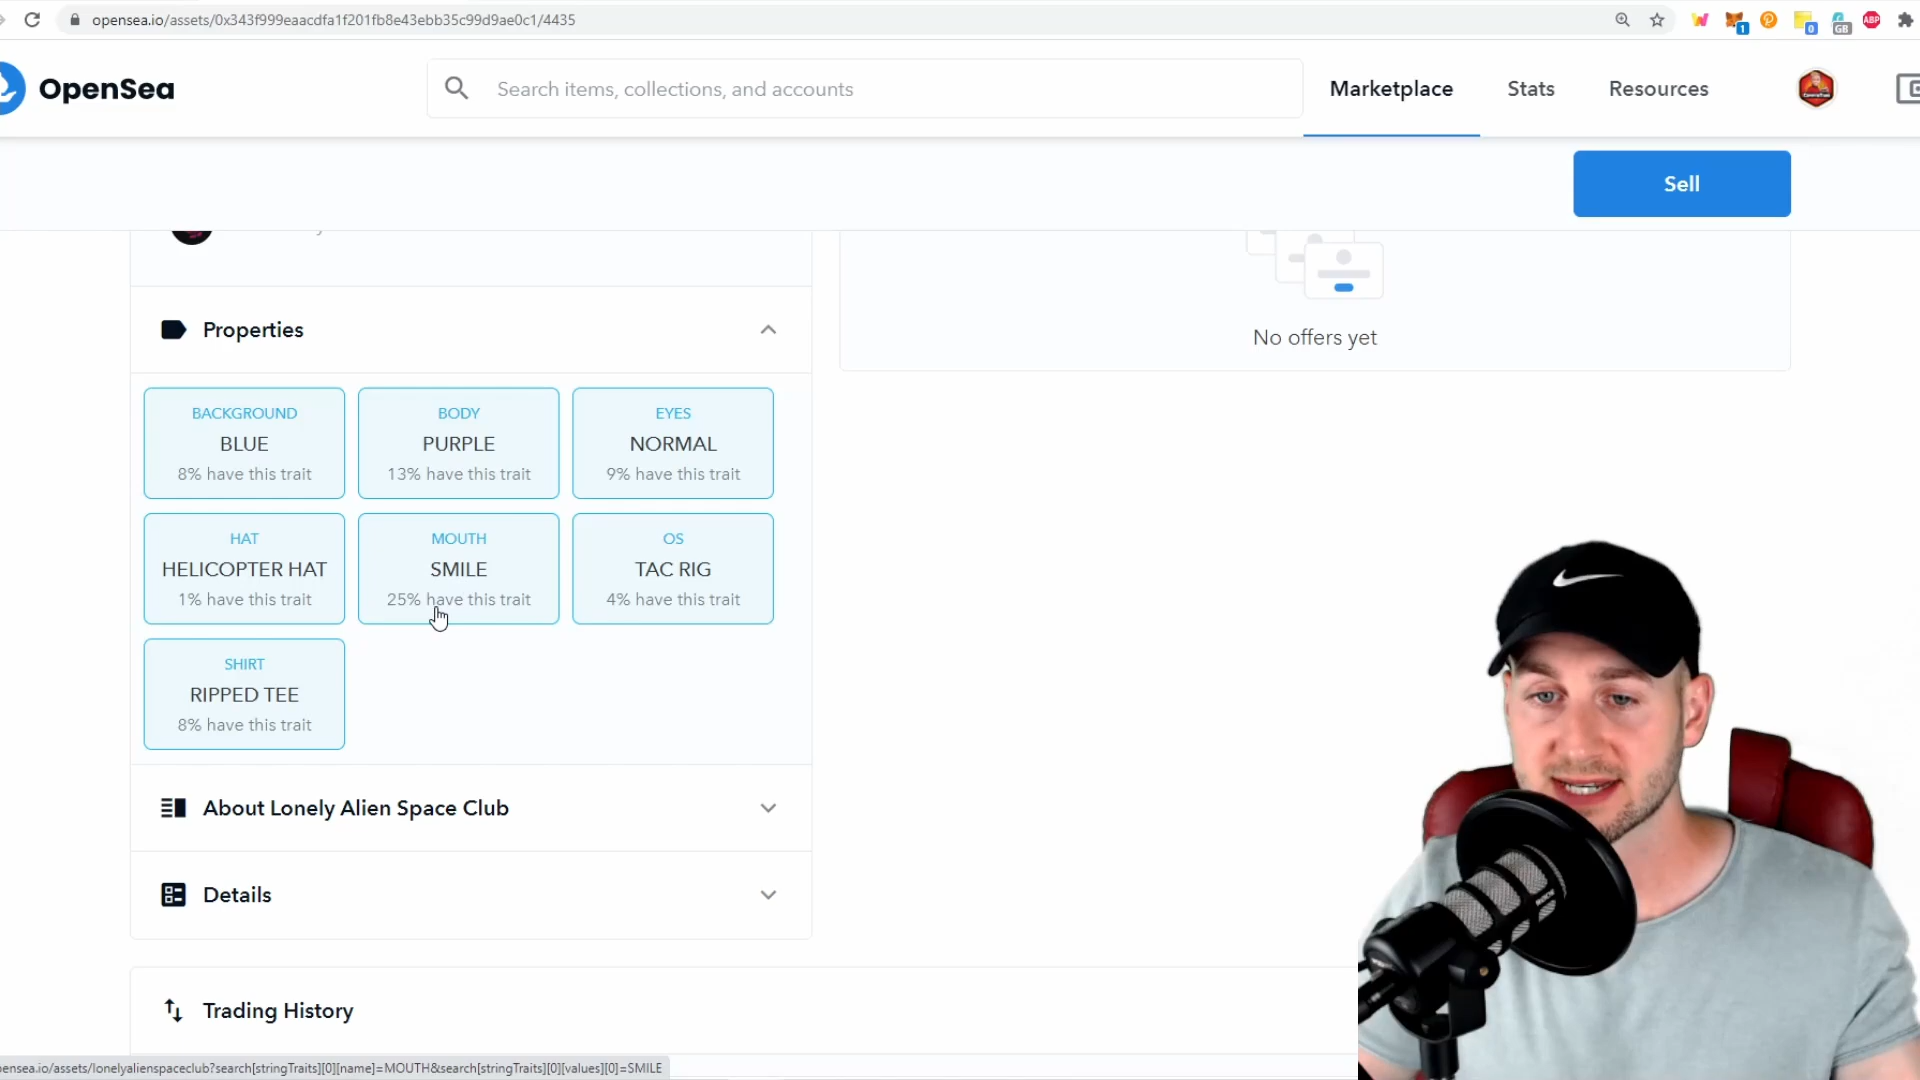 opensea.io/assets/0x343f999eaacdfa1f201fb8e43ebb35c99d9ae0c1/4435
1
0
GB
ABP
OpenSea
Search items, collections, and accounts
Marketplace
Stats
Resources
Sell
No offers yet
Properties
BACKGROUND
BLUE
8% have this trait
BODY
PURPLE
13% have this trait
EYES
NORMAL
9% have this trait
HAT
HELICOPTER HAT
1% have this trait
MOUTH
SMILE
25% have this trait
OS
TAC RIG
4% have this trait
SHIRT
RIPPED TEE
8% have this trait
About Lonely Alien Space Club
Details
Trading History
ensea.io/assets/lonelyalienspaceclub?search[stringTraits][0][name]=MOUTH&search[stringTraits][0][values][0]=SMILE